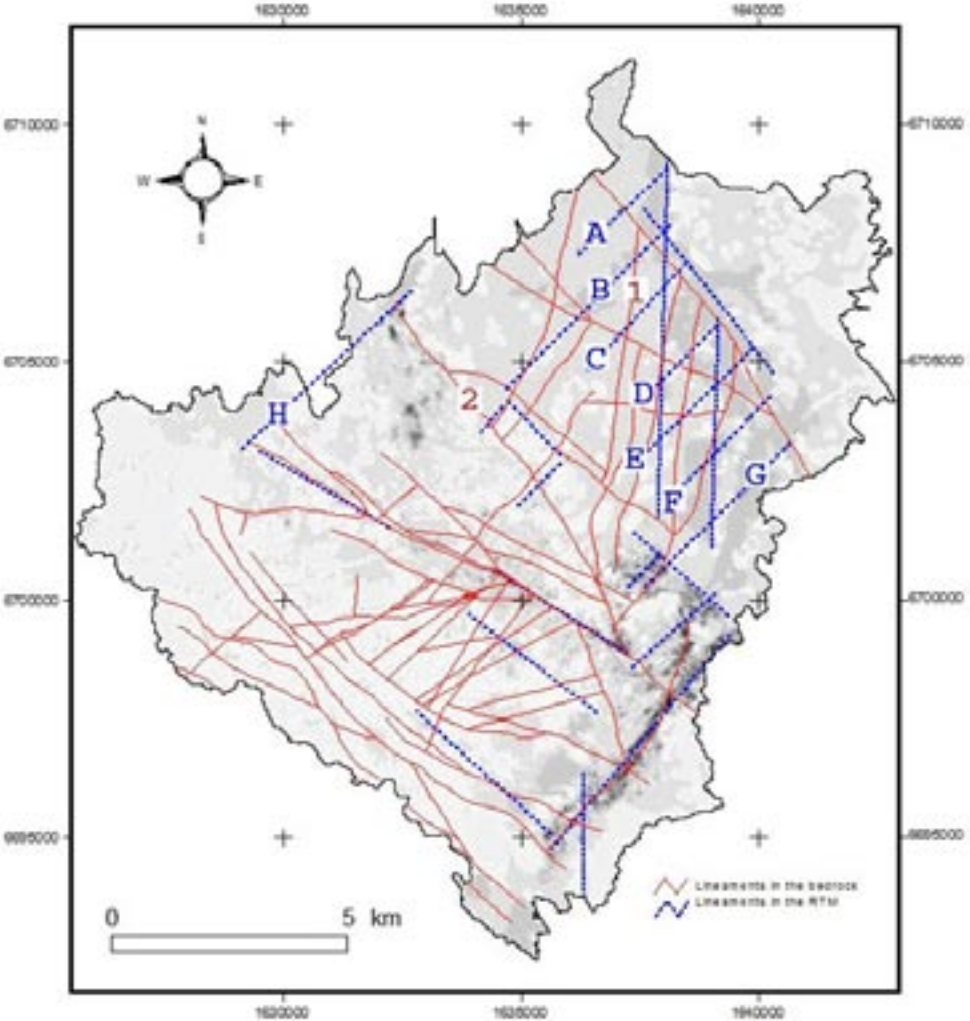 1630000 1635000 1640000
6710000 6710000
N
W E
S
A
B 1
C
6705000 6705000
D
2
H
E
G
F
6700000 6700000
6695000 6695000
Lineaments in the bedrock
Lineaments in the RTM
0 5 km
1630000 1635000 1640000